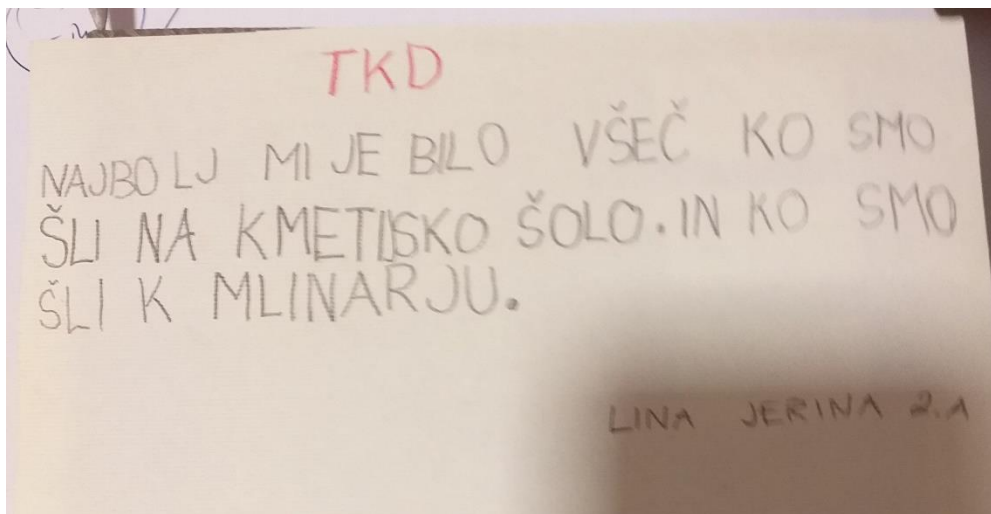 TKD
NAJBOLJ MI JE BILO VŠEČ KO SMO
ŠLI NA KMETIJSKO ŠOLO. IN KO SMO
ŠLI K MLINARJU.
LINA JERINA 2.A